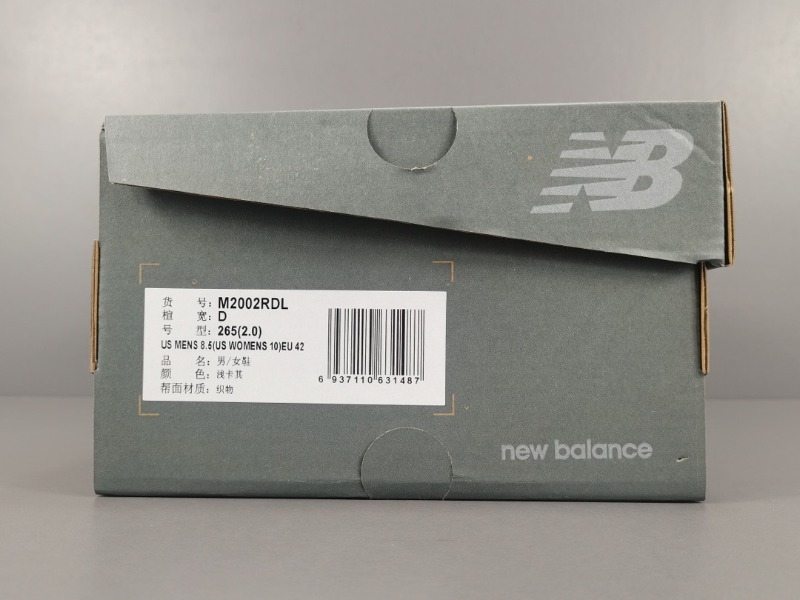 NB
货 号: M2002RDL
楦 宽: D
号 型: 265(2.0)
US MENS 8.5(US WOMENS 10)EU 42
品 名: 男/女鞋
颜 色: 浅卡其
帮面材质: 织物
6 937110 631487
new balance